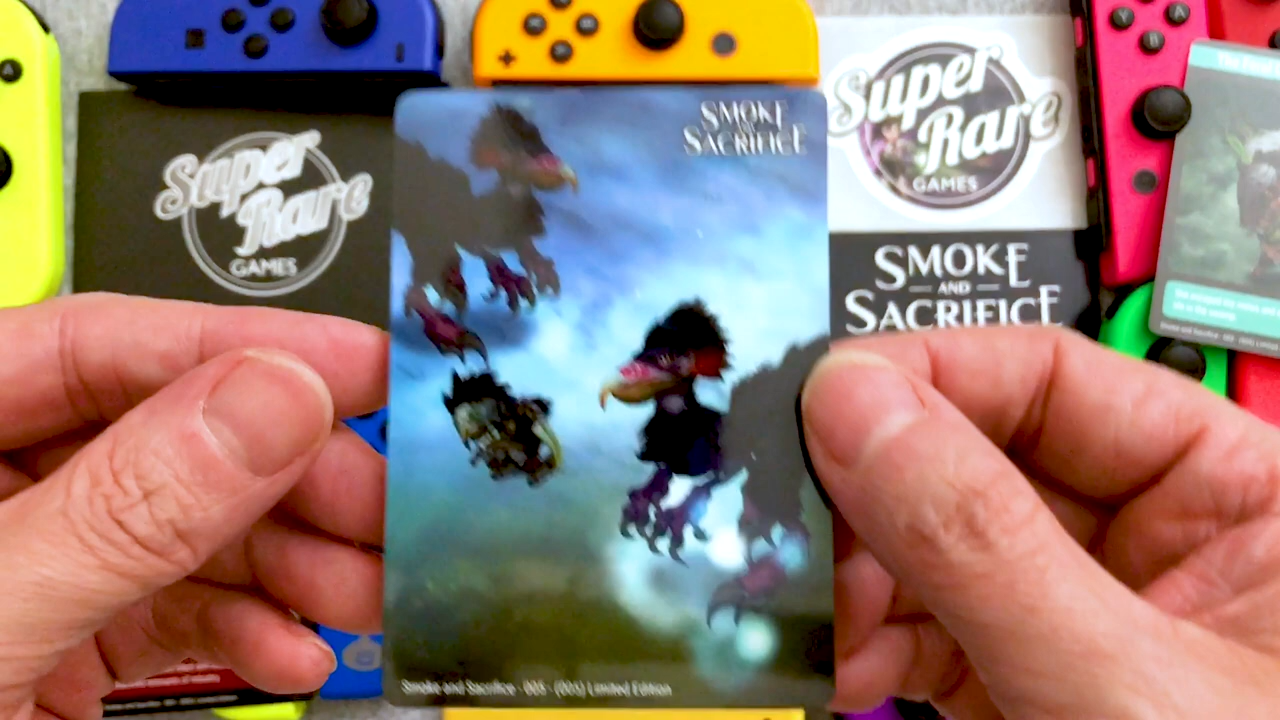 Super
Rare
GAMES
SMOKE
AND
SACRIFICE
Super
Rare
GAMES
SMOKE
AND
SACRIFICE
Y
A
B
A
Smoke and Sacrifice - 005 - (005) Limited Edition